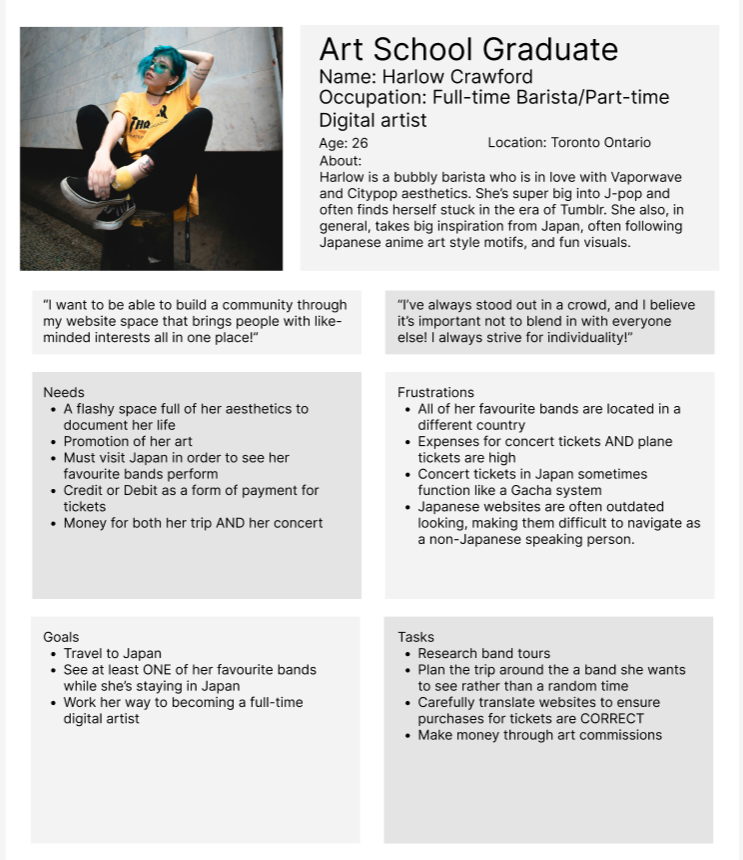 THRA
Art School Graduate
Name: Harlow Crawford
Occupation: Full-time Barista/Part-time
Digital artist
Age: 26
Location: Toronto Ontario
About:
Harlow is a bubbly barista who is in love with Vaporwave
and Citypop aesthetics. She's super big into J-pop and
often finds herself stuck in the era of Tumblr. She also, in
general, takes big inspiration from Japan, often following
Japanese anime art style motifs, and fun visuals.
"I want to be able to build a community through
my website space that brings people with like-
minded interests all in one place!"
"I've always stood out in a crowd, and I believe
it's important not to blend in with everyone
else! I always strive for individuality!"
Needs
• A flashy space full of her aesthetics to
document her life
• Promotion of her art
• Must visit Japan in order to see her
favourite bands perform
• Credit or Debit as a form of payment for
tickets
• Money for both her trip AND her concert
Frustrations
• All of her favourite bands are located in a
different country
• Expenses for concert tickets AND plane
tickets are high
• Concert tickets in Japan sometimes
function like a Gacha system
• Japanese websites are often outdated
looking, making them difficult to navigate as
a non-Japanese speaking person.
Goals
• Travel to Japan
• See at least ONE of her favourite bands
while she's staying in Japan
• Work her way to becoming a full-time
digital artist
Tasks
• Research band tours
• Plan the trip around the a band she wants
to see rather than a random time
• Carefully translate websites to ensure
purchases for tickets are CORRECT
• Make money through art commissions